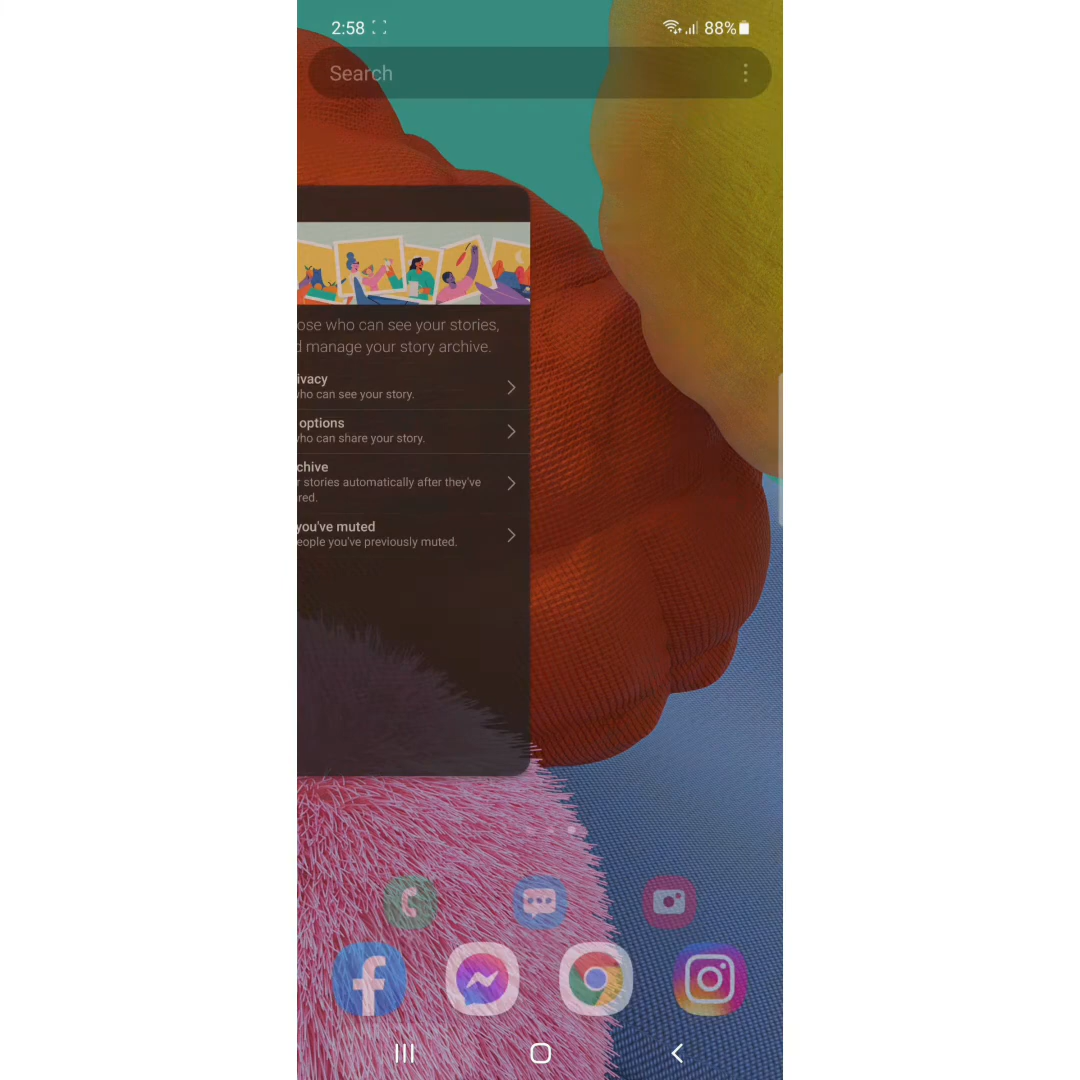 2:58
88%
Search
ose who can see your stories,
d manage your story archive.
ivacy
who can see your story.
options
who can share your story.
chive
r stories automatically after they've
red.
you've muted
eople you've previously muted.